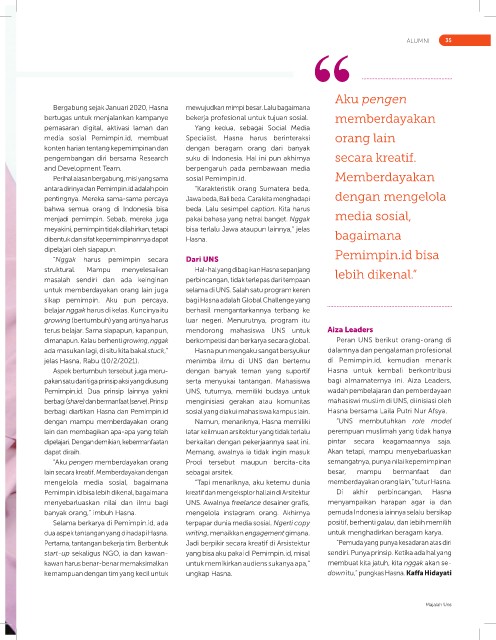 ALUMNI 35
Bergabung sejak Januari 2020, Hasna
bertugas untuk menjalankan kampanye
pemasaran digital, aktivasi laman dan
media sosial Pemimpin.id, membuat
konten harian tentang kepemimpinan dan
pengembangan diri bersama Research
and Development Team.
Perihal alasan bergabung, misi yang sama
antara dirinya dan Pemimpin.id adalah poin
pentingnya. Mereka sama-sama percaya
bahwa semua orang di Indonesia bisa
menjadi pemimpin. Sebab, mereka juga
meyakini, pemimpin tidak dilahirkan, tetapi
dibentuk dan sifat kepemimpinannya dapat
dipelajari oleh siapapun.
"Nggak harus pemimpin secara
struktural. Mampu menyelesaikan
masalah sendiri dan ada keinginan
untuk memberdayakan orang lain juga
sikap pemimpin. Aku pun percaya,
belajar nggak harus di kelas. Kuncinya itu
growing (bertumbuh) yang artinya harus
terus belajar. Sama siapapun, kapanpun,
dimanapun. Kalau berhenti growing, nggak
ada masukan lagi, di situ kita bakal stuck,"
jelas Hasna, Rabu (10/2/2021).
Aspek bertumbuh tersebut juga meru-
pakan satu dari tiga prinsip aksi yang diusung
Pemimpin.id. Dua prinsip lainnya yakni
berbagi (share) dan bermanfaat (serve). Prinsip
berbagi diartikan Hasna dan Pemimpin.id
dengan mampu memberdayakan orang
lain dan membagikan apa-apa yang telah
dipelajari. Dengan demikian, kebermanfaatan
dapat diraih.
"Aku pengen memberdayakan orang
lain secara kreatif. Memberdayakan dengan
mengelola media sosial, bagaimana
Pemimpin.id bisa lebih dikenal, bagaimana
menyebarluaskan nilai dan ilmu bagi
banyak orang," imbuh Hasna.
Selama berkarya di Pemimpin.id, ada
dua aspek tantangan yang dihadapi Hasna.
Pertama, tantangan bekerja tim. Berbentuk
start-up sekaligus NGO, ia dan kawan-
kawan harus benar-benar memaksimalkan
kemampuan dengan tim yang kecil untuk
mewujudkan mimpi besar. Lalu bagaimana
bekerja profesional untuk tujuan sosial.
Yang kedua, sebagai Social Media
Specialist, Hasna harus berinteraksi
dengan beragam orang dari banyak
suku di Indonesia. Hal ini pun akhirnya
berpengaruh pada pembawaan media
sosial Pemimpin.id.
"Karakteristik orang Sumatera beda,
Jawa beda, Bali beda. Cara kita menghadapi
beda. Lalu sesimpel caption. Kita harus
pakai bahasa yang netral banget. Nggak
bisa terlalu Jawa ataupun lainnya," jelas
Hasna.
Dari UNS
Hal-hal yang dibagikan Hasna sepanjang
perbincangan, tidak terlepas dari tempaan
selama di UNS. Salah satu program keren
bagi Hasna adalah Global Challenge yang
berhasil mengantarkannya terbang ke
luar negeri. Menurutnya, program itu
mendorong mahasiswa UNS untuk
berkompetisi dan berkarya secara global.
Hasna pun mengaku sangat bersyukur
menimba ilmu di UNS dan bertemu
dengan banyak teman yang suportif
serta menyukai tantangan. Mahasiswa
UNS, tuturnya, memiliki budaya untuk
menginisiasi gerakan atau komunitas
sosial yang diakui mahasiswa kampus lain.
Namun, menariknya, Hasna memiliki
latar keilmuan arsitektur yang tidak terlalu
berkaitan dengan pekerjaannya saat ini.
Memang, awalnya ia tidak ingin masuk
Prodi tersebut maupun bercita-cita
sebagai arsitek.
"Tapi menariknya, aku ketemu dunia
kreatif dan mengeksplor hal lain di Arsitektur
UNS. Awalnya freelance desainer grafis,
mengelola instagram orang. Akhirnya
terpapar dunia media sosial. Ngerti copy
writing, menaikkan engagement gimana.
Jadi berpikir secara kreatif di Arsistektur
yang bisa aku pakai di Pemimpin.id, misal
untuk memikirkan audiens sukanya apa,"
ungkap Hasna.
“
Aku pengen
memberdayakan
orang lain
secara kreatif.
Memberdayakan
dengan mengelola
media sosial,
bagaimana
Pemimpin.id bisa
lebih dikenal."
Aiza Leaders
Peran UNS berikut orang-orang di
dalamnya dan pengalaman profesional
di Pemimpin.id, kemudian menarik
Hasna untuk kembali berkontribusi
bagi almamaternya ini. Aiza Leaders,
wadah pembelajaran dan pemberdayaan
mahasiswi muslim di UNS, diinisiasi oleh
Hasna bersama Laila Putri Nur Afsya.
"UNS membutuhkan role model
perempuan muslimah yang tidak hanya
pintar secara keagamaannya saja.
Akan tetapi, mampu menyebarluaskan
semangatnya, punya nilai kepemimpinan
besar, mampu bermanfaat dan
memberdayakan orang lain," tutur Hasna.
Di akhir perbincangan, Hasna
menyampaikan harapan agar ia dan
pemuda Indonesia lainnya selalu bersikap
positif, berhenti galau, dan lebih memilih
untuk menghadirkan beragam karya.
"Pemuda yang punya kesadaran atas diri
sendiri. Punya prinsip. Ketika ada hal yang
membuat kita jatuh, kita nggak akan se-
down itu," pungkas Hasna. Kaffa Hidayati
Majalah Uns